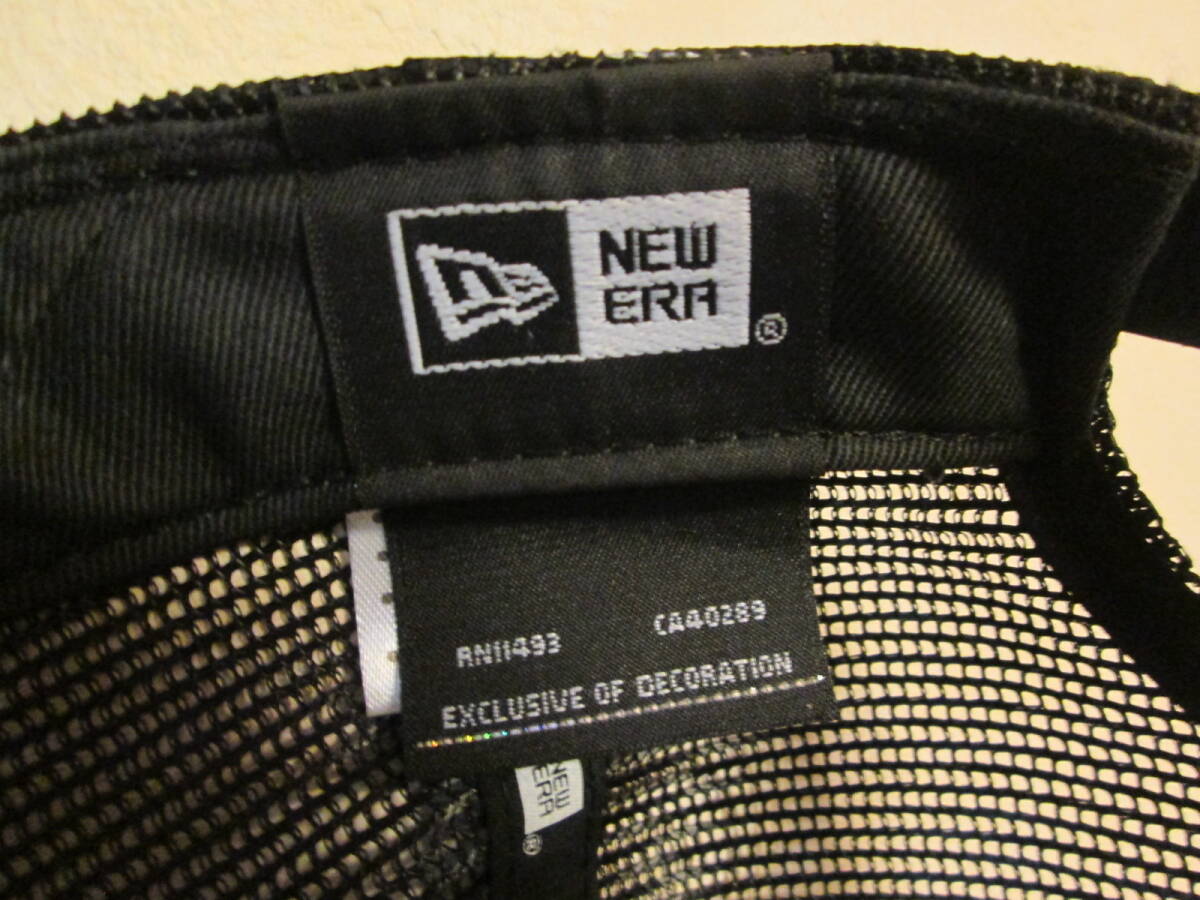 NEW
ERA
®
RN11493 CA40289
EXCLUSIVE OF DECORATION
NEW
ERA
®